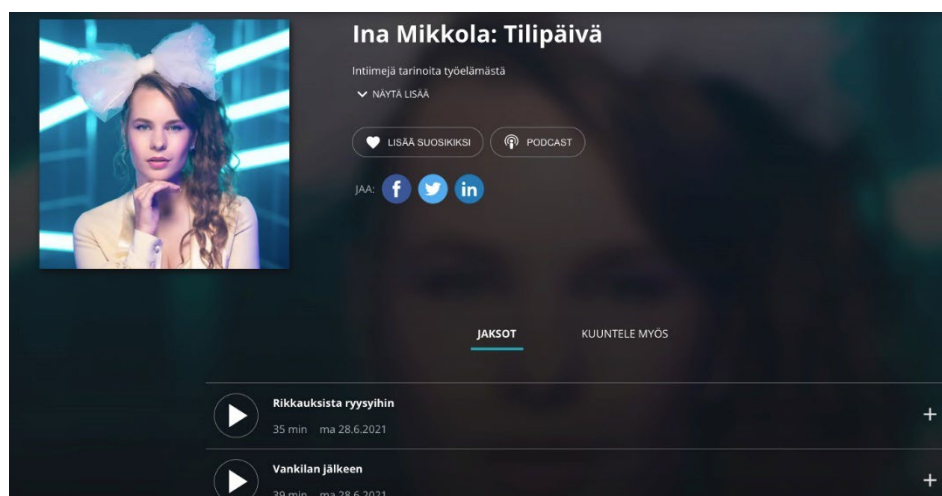 Ina Mikkola: Tilipäivä
Intiimejä tarinoita työelämästä
NÄYTÄ LISÄÄ
LISÄÄ SUOSIKIKSI
PODCAST
JAA:
JAKSOT
KUUNTELE MYÖS
Rikkauksista ryysyihin
35 min ma 28.6.2021
Vankilan jälkeen
39 min ma 28.6.2021